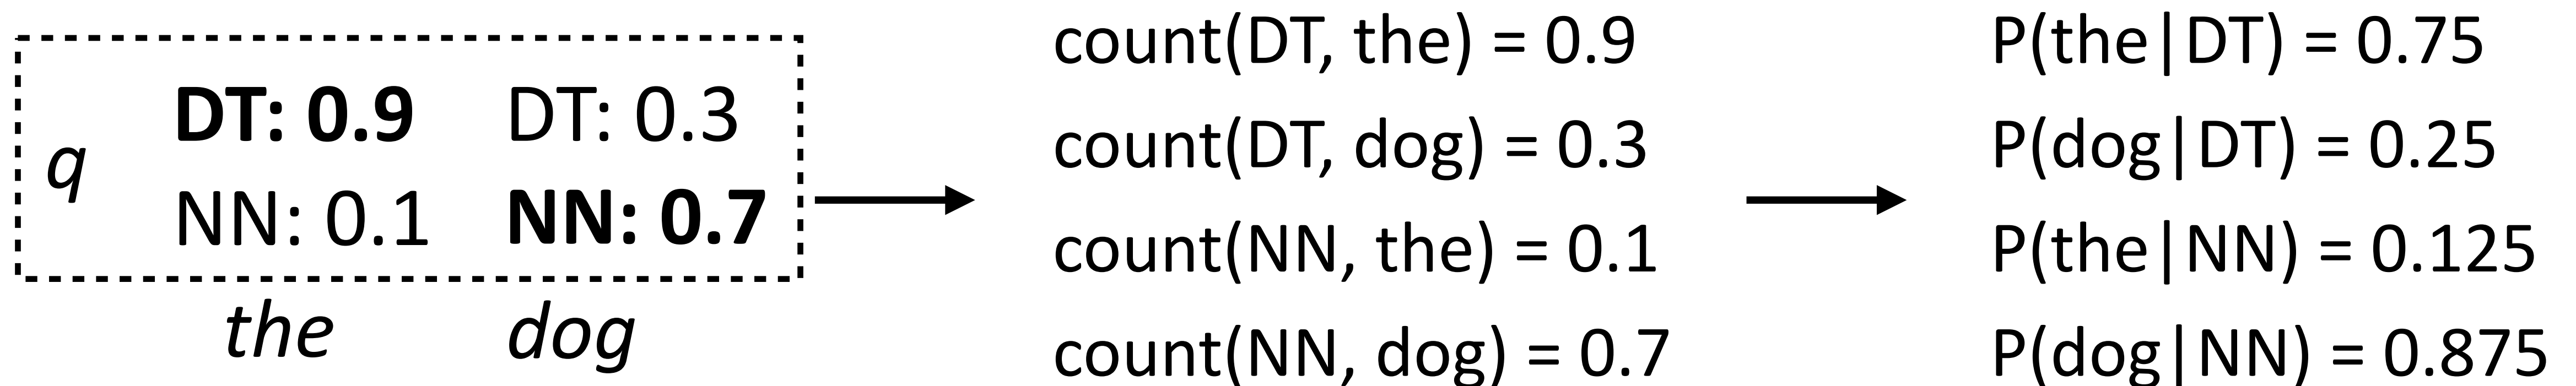 q
DT: 0.9 DT: 0.3
NN: 0.1 NN: 0.7
the dog
count(DT, the) = 0.9
count(DT, dog) = 0.3
count(NN, the) = 0.1
count(NN, dog) = 0.7
P(the|DT) = 0.75
P(dog|DT) = 0.25
P(the|NN) = 0.125
P(dog|NN) = 0.875